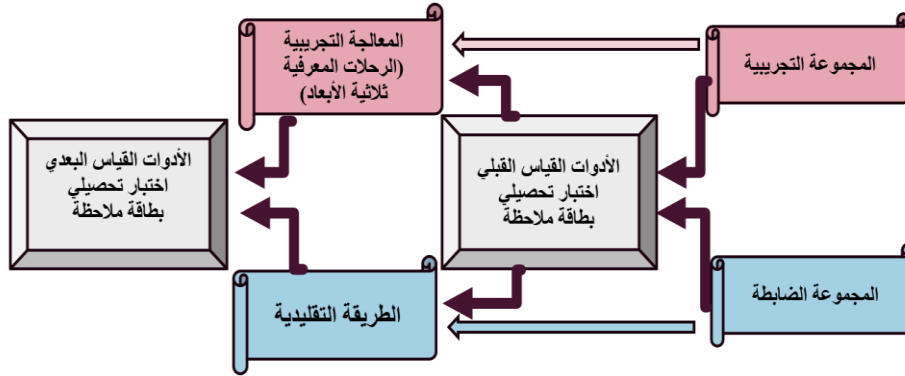 المجموعة التجريبية
المعالجة التجريبية
(الرحلات المعرفية
ثلاثية الأبعاد)
الأدوات القياس القبلي
اختبار تحصيلي
بطاقة ملاحظة
الأدوات القياس البعدي
اختبار تحصيلي
بطاقة ملاحظة
المجموعة الضابطة
الطريقة التقليدية